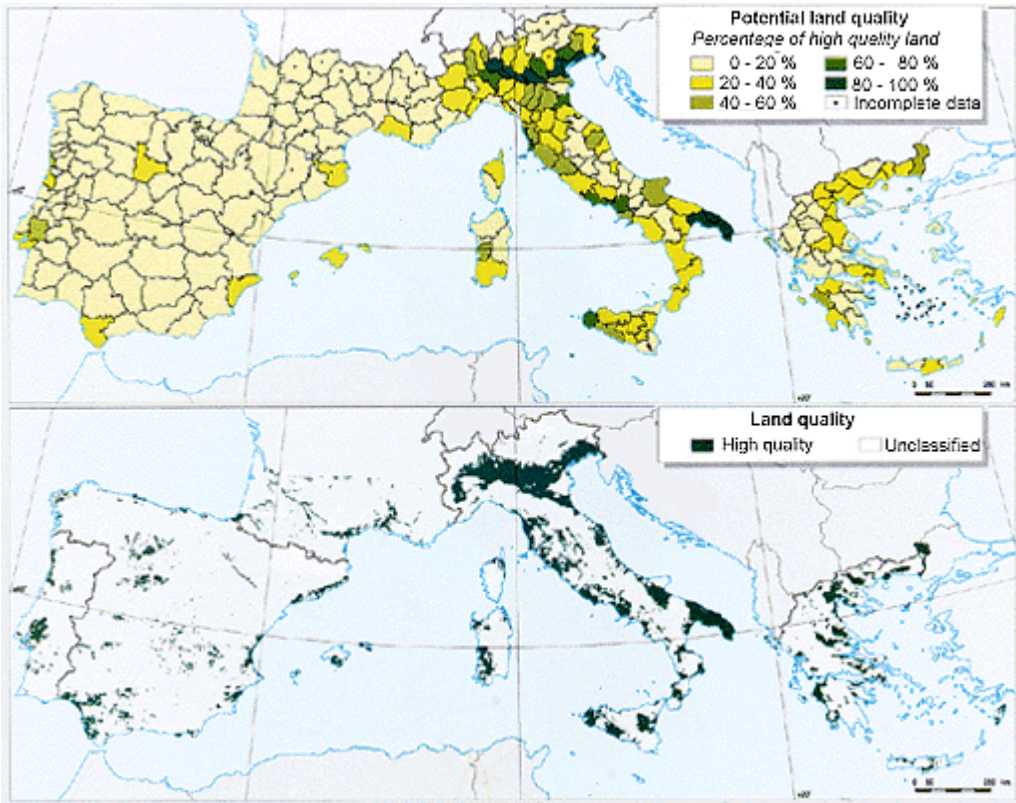 Potential land quality
Percentage of high quality land
0 - 20 %
60 - 80 %
20 - 40 %
80 - 100 %
40 - 60 %
Incomplete data
Land quality
High quality
Unclassified